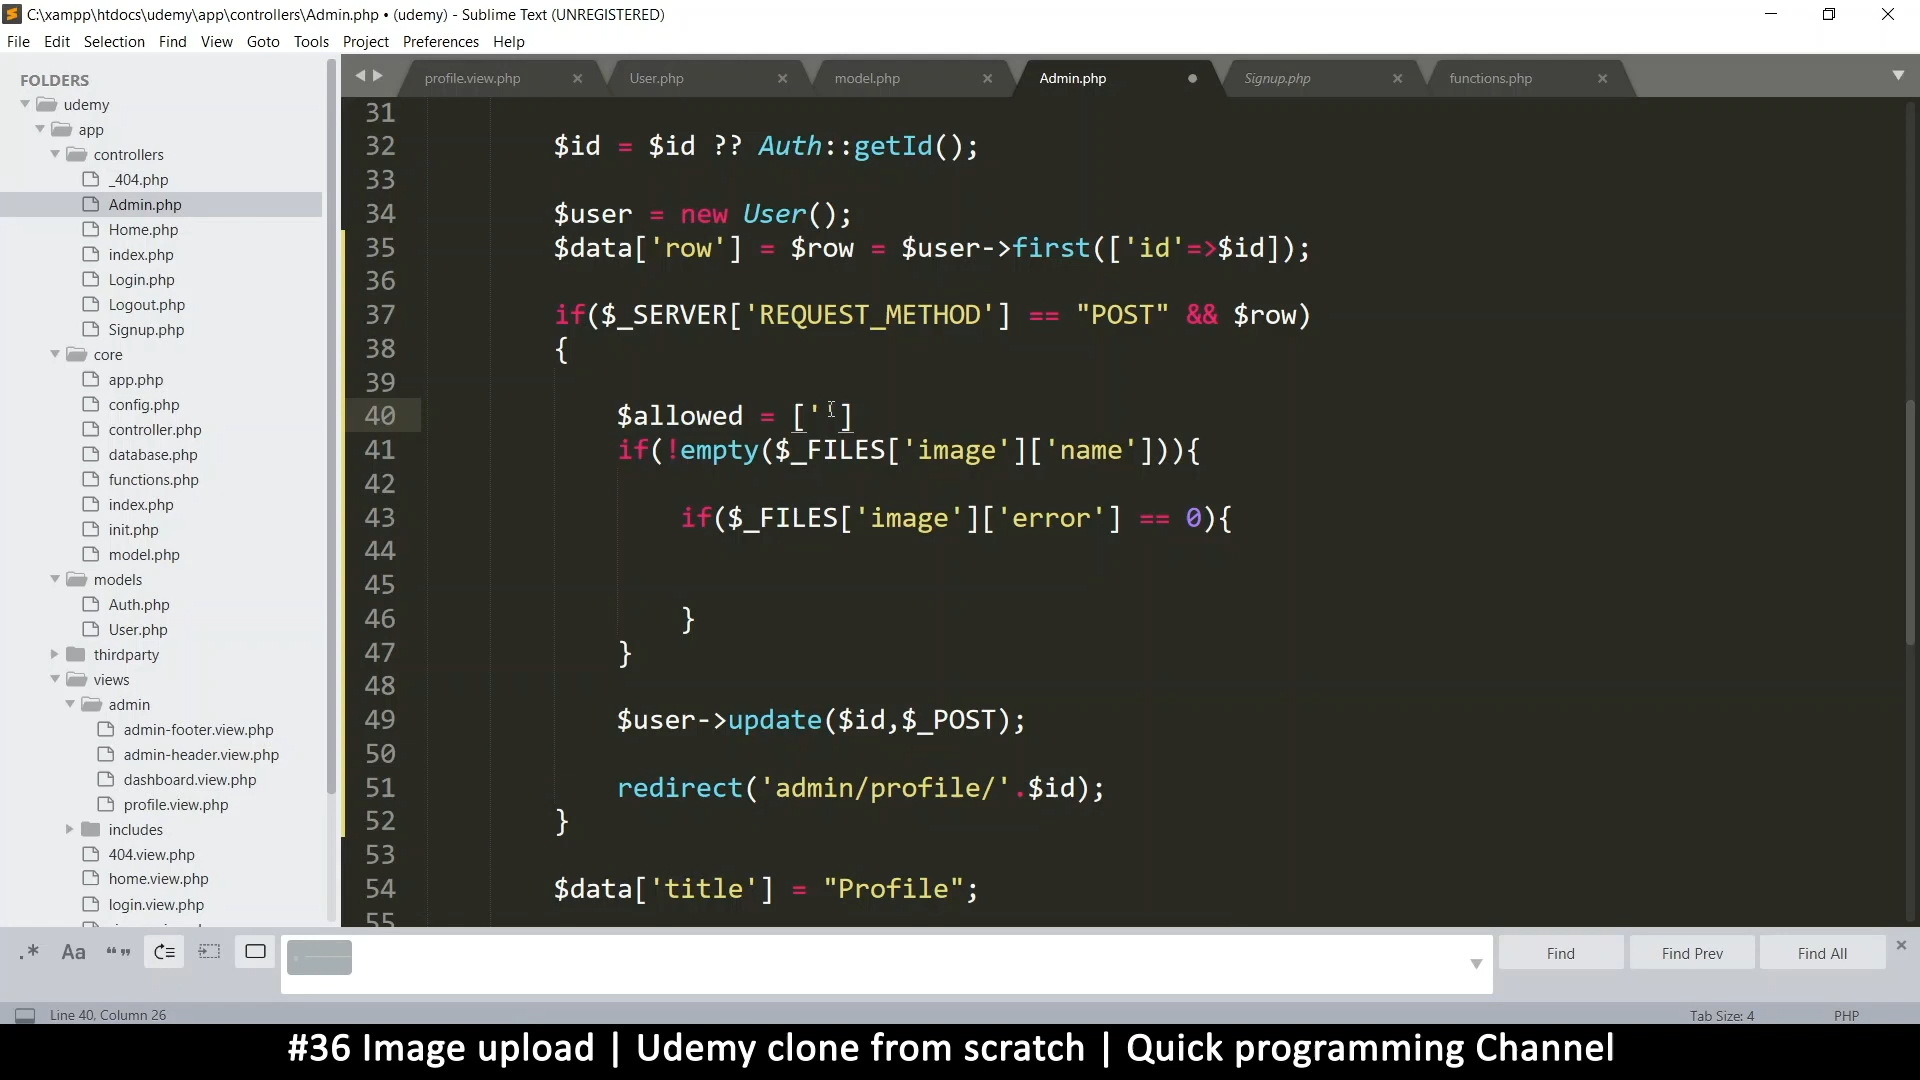 C:\xampp\htdocs\udemy\app\controllers\Admin.php • (udemy) - Sublime Text (UNREGISTERED)
File Edit Selection Find View Goto Tools Project Preferences Help
FOLDERS
udemy
app
controllers
_404.php
Admin.php
Home.php
index.php
Login.php
Logout.php
Signup.php
core
app.php
config.php
controller.php
database.php
functions.php
index.php
init.php
model.php
models
Auth.php
User.php
thirdparty
views
admin
admin-footer.view.php
admin-header.view.php
dashboard.view.php
profile.view.php
includes
404.view.php
home.view.php
login.view.php
profile.view.php User.php model.php Admin.php Signup.php functions.php
31
32 $id = $id ?? Auth::getId();
33
34 $user = new User();
35 $data['row'] = $row = $user->first(['id'=>$id]);
36
37 if($_SERVER['REQUEST_METHOD'] == "POST" && $row)
38 {
39
40 $allowed = ['']
41 if(!empty($_FILES['image']['name'])){
42
43 if($_FILES['image']['error'] == 0){
44
45
46 }
47 }
48
49 $user->update($id,$_POST);
50
51 redirect('admin/profile/'.$id);
52 }
53
54 $data['title'] = "Profile";
55
.* Aa “ ” Find Find Prev Find All
Line 40, Column 26 Tab Size: 4 PHP
#36 Image upload | Udemy clone from scratch | Quick programming Channel